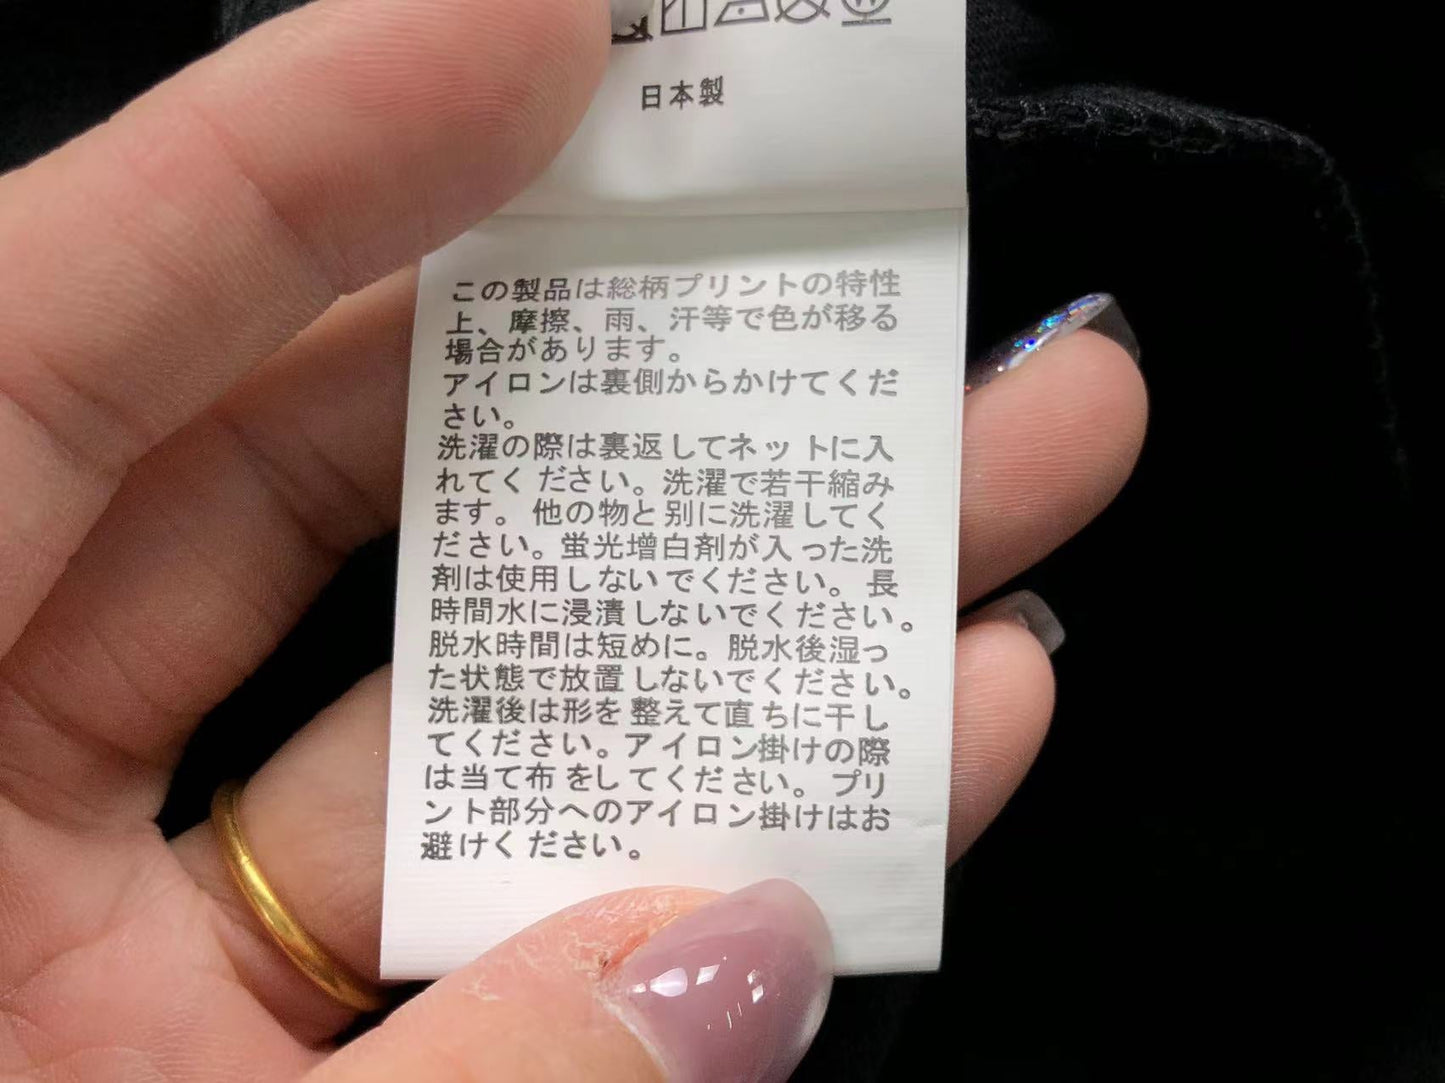 日本製
この製品は総柄プリントの特性
上、摩擦、雨、汗等で色が移る
場合があります。
アイロンは裏側からかけてくだ
さい。
洗濯の際は裏返してネットに入
れてください。洗濯で若干縮み
ます。他の物と別に洗濯してく
ださい。蛍光増白剤が入った洗
剤は使用しないでください。長
時間水に浸漬しないでください。
脱水時間は短めに。脱水後湿っ
た状態で放置しないでください。
洗濯後は形を整えて直ちに干し
てください。アイロン掛けの際
は当て布をしてください。プリ
ント部分へのアイロン掛けはお
避けください。